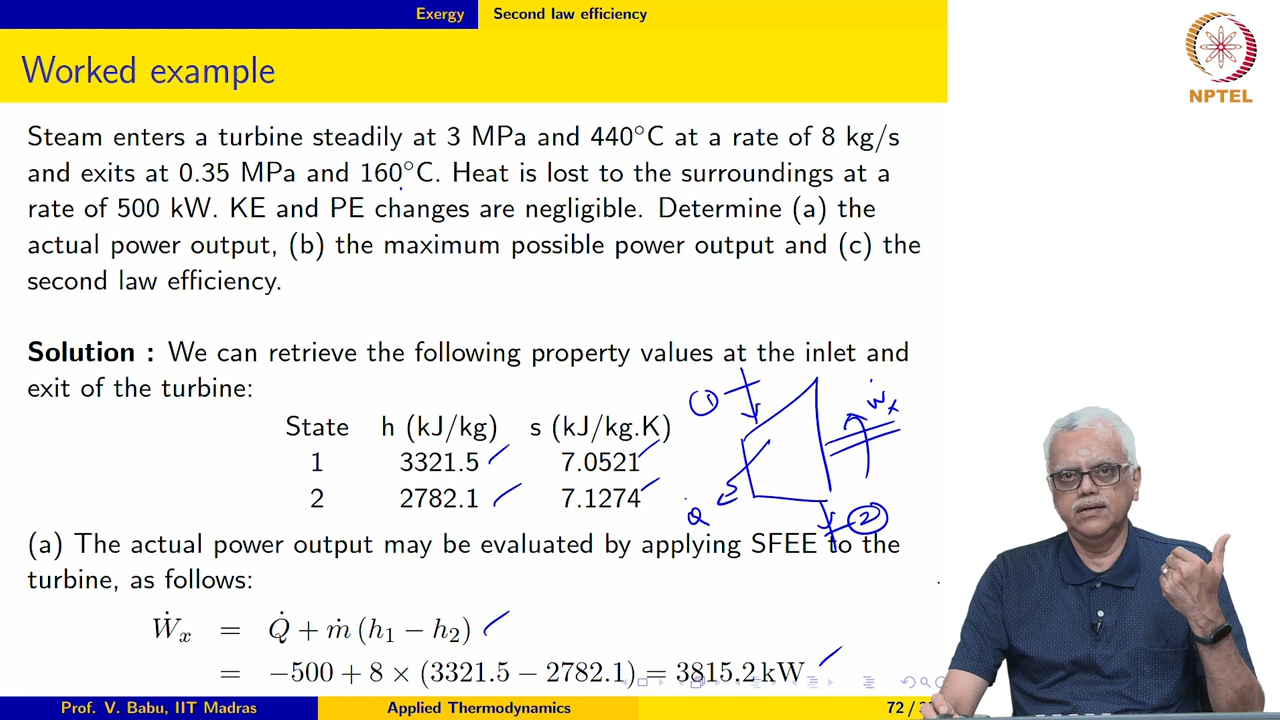 Exergy Second law efficiency
Worked example
NPTEL
Steam enters a turbine steadily at 3 MPa and 440°C at a rate of 8 kg/s
and exits at 0.35 MPa and 160°C. Heat is lost to the surroundings at a
rate of 500 kW. KE and PE changes are negligible. Determine (a) the
actual power output, (b) the maximum possible power output and (c) the
second law efficiency.
Solution : We can retrieve the following property values at the inlet and
exit of the turbine:
State h (kJ/kg) s (kJ/kg.K)
1 3321.5 7.0521
2 2782.1 7.1274
① Ẇx
Q̇ ②
(a) The actual power output may be evaluated by applying SFEE to the
turbine, as follows:
Ẇx = Q̇ + ṁ (h1 − h2)
= −500 + 8 × (3321.5 − 2782.1) = 3815.2 kW
Prof. V. Babu, IIT Madras Applied Thermodynamics 72 /